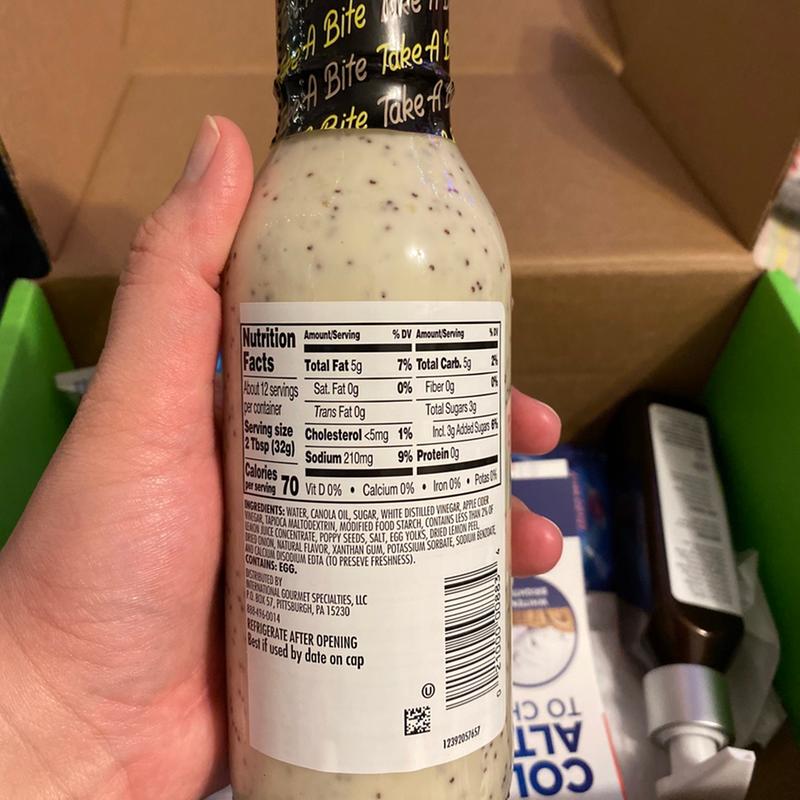 Take A B
A Bite Take A B
A Bite Take A B
Bite
Nutrition Facts
About 12 servings per container
Serving size 2 Tbsp (32g)
Calories per serving 70
Amount/Serving % DV Amount/Serving % DV
Total Fat 5g 7% Total Carb. 5g 2%
Sat. Fat 0g 0% Fiber 0g 0%
Trans Fat 0g Total Sugars 3g
Cholesterol <5mg 1% Incl. 3g Added Sugars 6%
Sodium 210mg 9% Protein 0g
Vit D 0% • Calcium 0% • Iron 0% • Potas 0%
INGREDIENTS: WATER, CANOLA OIL, SUGAR, WHITE DISTILLED VINEGAR, APPLE CIDER
VINEGAR, TAPIOCA MALTODEXTRIN, MODIFIED FOOD STARCH, CONTAINS LESS THAN 2% OF
LEMON JUICE CONCENTRATE, POPPY SEEDS, SALT, EGG YOLKS, DRIED LEMON PEEL,
DRIED ONION, NATURAL FLAVOR, XANTHAN GUM, POTASSIUM SORBATE, SODIUM BENZOATE,
AND CALCIUM DISODIUM EDTA (TO PRESEVE FRESHNESS).
CONTAINS: EGG.
DISTRIBUTED BY
INTERNATIONAL GOURMET SPECIALTIES, LLC
P.O. BOX 57, PITTSBURGH, PA 15230
888-496-0014
REFRIGERATE AFTER OPENING
Best if used by date on cap
0 21000 00883 4
U
12392057657
TO CH
ALT
COL